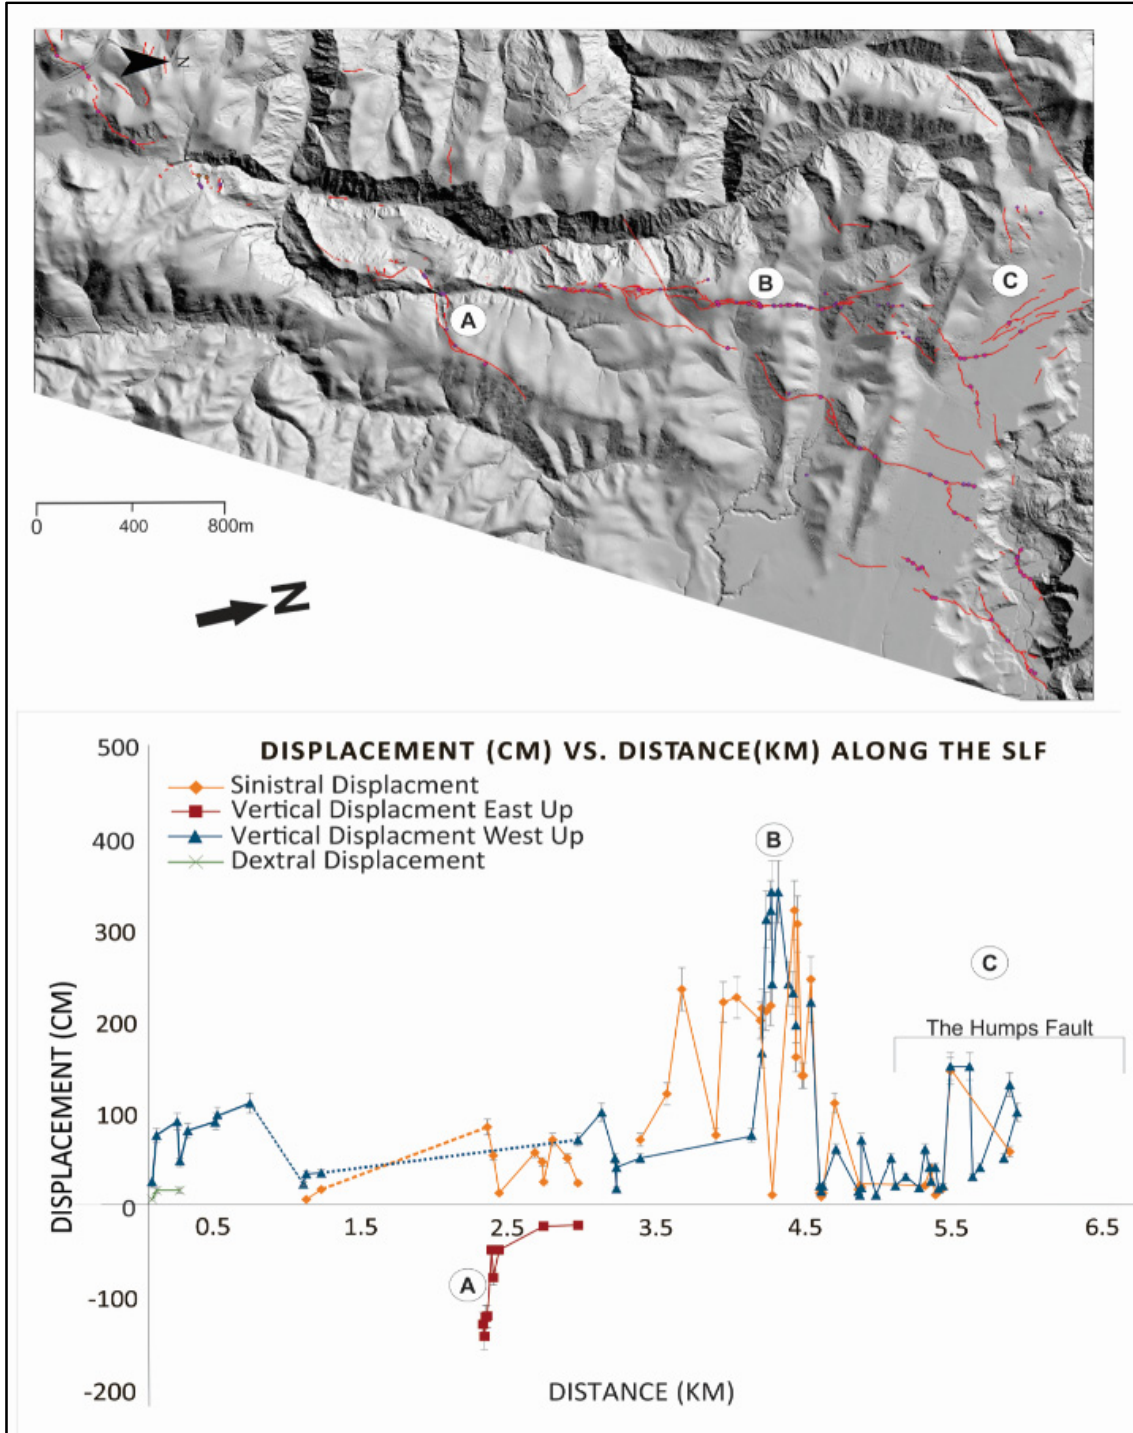 N
A
B
C
0 400 800m
N
DISPLACEMENT (CM) VS. DISTANCE(KM) ALONG THE SLF
500
Sinistral Displacment
Vertical Displacment East Up
Vertical Displacment West Up
Dextral Displacement
400
300
200
100
0
-100
-200
B
C
The Humps Fault
A
0.5 1.5 2.5 3.5 4.5 5.5 6.5
DISPLACEMENT (CM)
DISTANCE (KM)